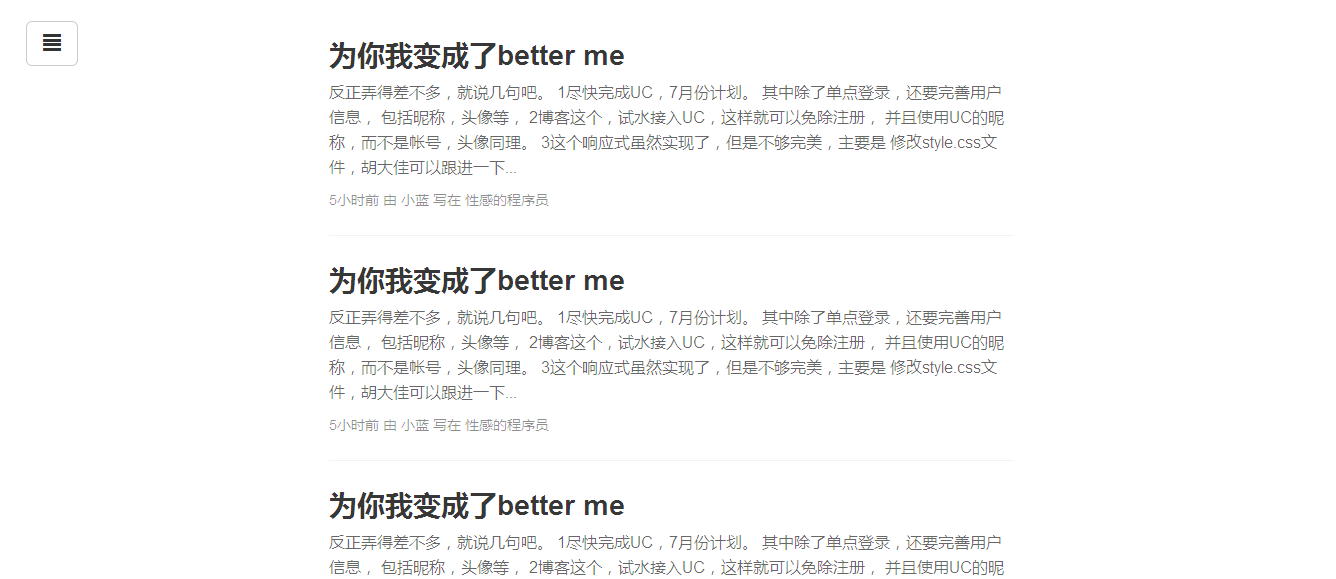 为你我变成了better me
反正弄得差不多，就说几句吧。 1尽快完成UC，7月份计划。 其中除了单点登录，还要完善用户
信息， 包括昵称，头像等， 2博客这个，试水接入UC，这样就可以免除注册， 并且使用UC的昵
称，而不是帐号，头像同理。 3这个响应式虽然实现了，但是不够完美，主要是 修改style.css文
件，胡大佳可以跟进一下...
5小时前 由 小蓝 写在 性感的程序员
为你我变成了better me
反正弄得差不多，就说几句吧。 1尽快完成UC，7月份计划。 其中除了单点登录，还要完善用户
信息， 包括昵称，头像等， 2博客这个，试水接入UC，这样就可以免除注册， 并且使用UC的昵
称，而不是帐号，头像同理。 3这个响应式虽然实现了，但是不够完美，主要是 修改style.css文
件，胡大佳可以跟进一下...
5小时前 由 小蓝 写在 性感的程序员
为你我变成了better me
反正弄得差不多，就说几句吧。 1尽快完成UC，7月份计划。 其中除了单点登录，还要完善用户
信息， 包括昵称，头像等， 2博客这个，试水接入UC，这样就可以免除注册， 并且使用UC的昵